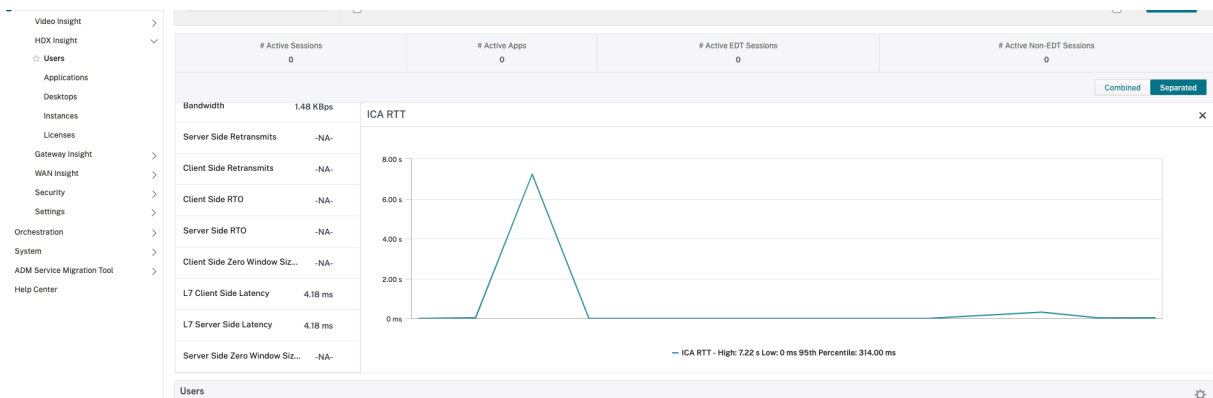 Video Insight
HDX Insight
Users
Applications
Desktops
Instances
Licenses
Gateway Insight
WAN Insight
Security
Settings
Orchestration
System
ADM Service Migration Tool
Help Center
# Active Sessions
0
# Active Apps
0
# Active EDT Sessions
0
# Active Non-EDT Sessions
0
Combined
Separated
Bandwidth 1.48 KBps
Server Side Retransmits -NA-
Client Side Retransmits -NA-
Client Side RTO -NA-
Server Side RTO -NA-
Client Side Zero Window Siz... -NA-
L7 Client Side Latency 4.18 ms
L7 Server Side Latency 4.18 ms
Server Side Zero Window Siz... -NA-
ICA RTT
8.00 s
6.00 s
4.00 s
2.00 s
0 ms
ICA RTT - High: 7.22 s Low: 0 ms 95th Percentile: 314.00 ms
Users